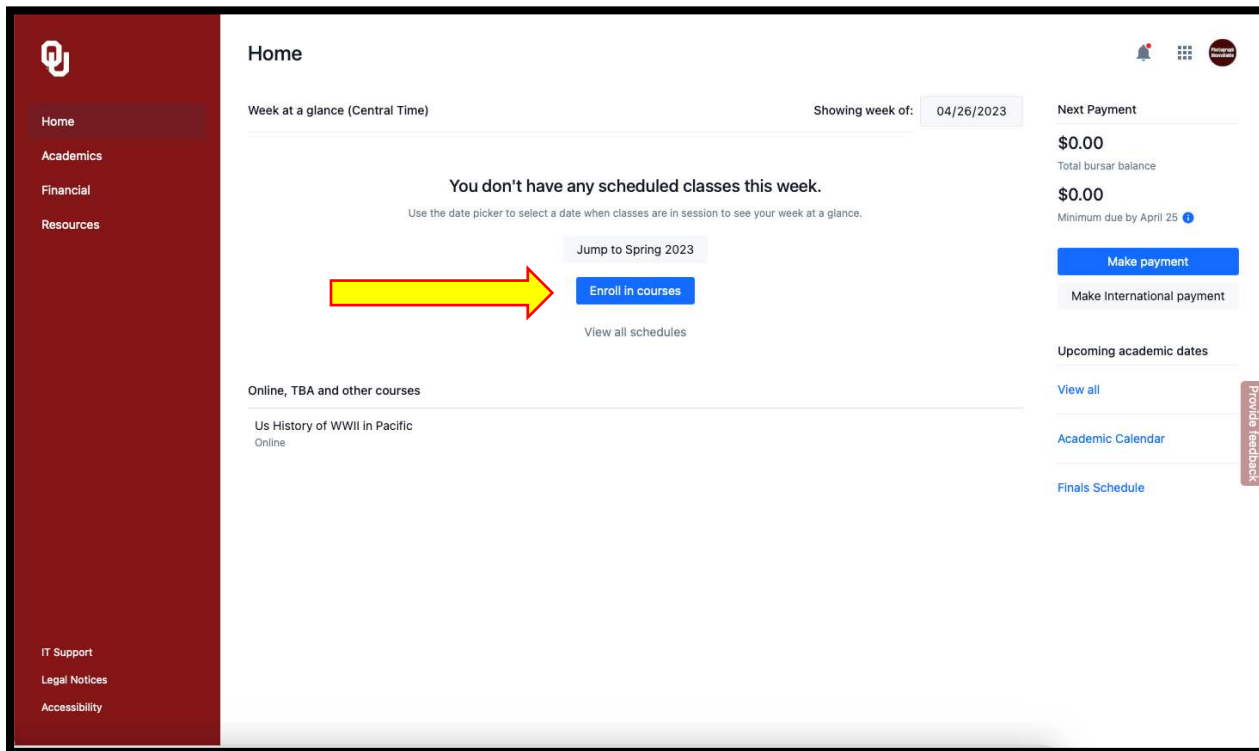 OU
Home
Academics
Financial
Resources
IT Support
Legal Notices
Accessibility
Home
Week at a glance (Central Time)
Showing week of: 04/26/2023
You don't have any scheduled classes this week.
Use the date picker to select a date when classes are in session to see your week at a glance.
Jump to Spring 2023
Enroll in courses
View all schedules
Online, TBA and other courses
Us History of WWII in Pacific
Online
Next Payment
$0.00
Total bursar balance
$0.00
Minimum due by April 25
Make payment
Make International payment
Upcoming academic dates
View all
Academic Calendar
Finals Schedule
Provide feedback